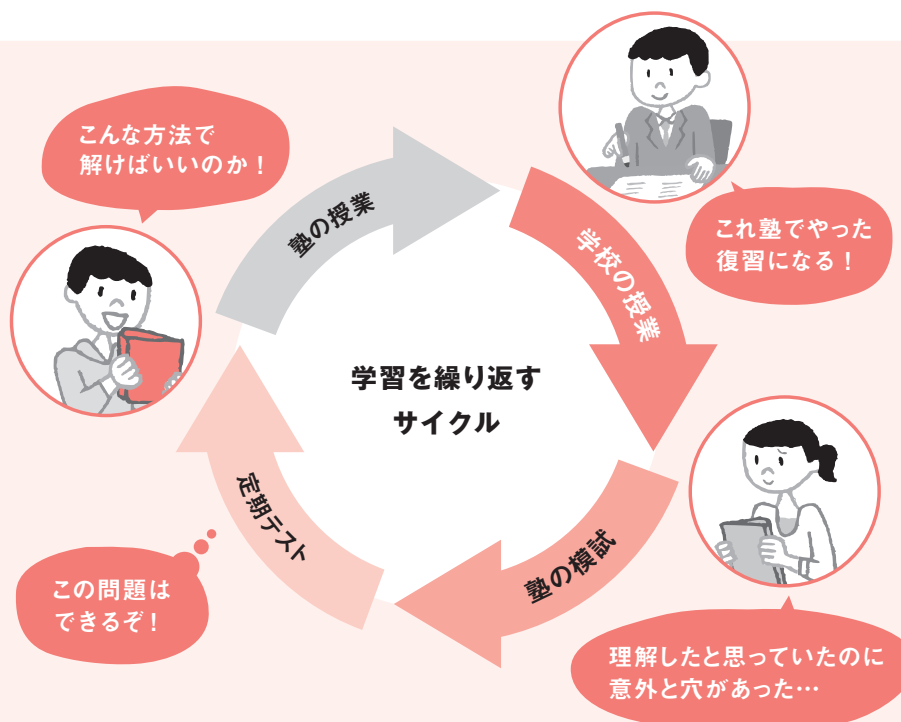 こんな方法で
解けばいいのか！
塾の授業
これ塾でやった
復習になる！
学校の授業
学習を繰り返す
サイクル
塾の模試
理解したと思っていたのに
意外と穴があった…
定期テスト
この問題は
できるぞ！